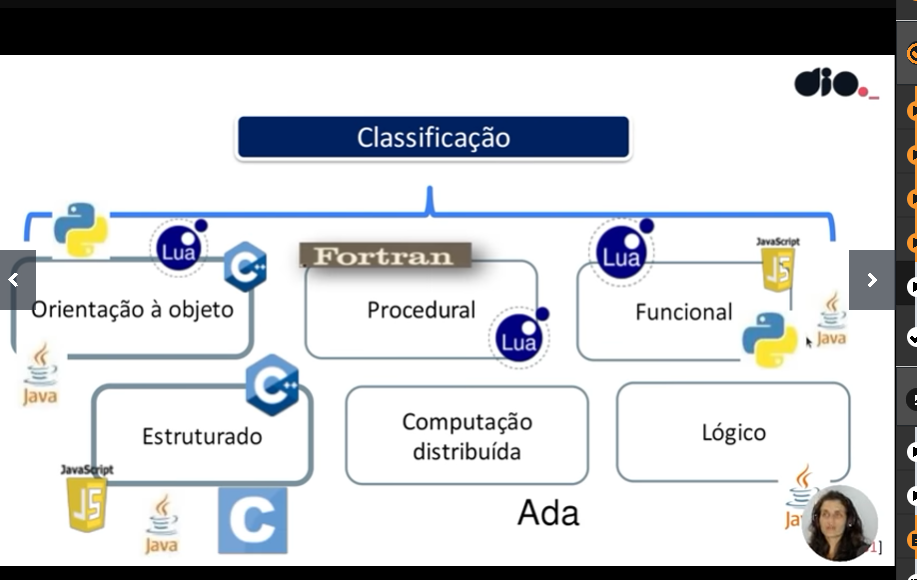 dio._
Classificação
Lua
Fortran
Lua
JavaScript
JS
Orientação à objeto
Procedural
Funcional
Lua
Java
Java
Estruturado
Computação
distribuída
Lógico
JavaScript
JS
Java
C
Ada